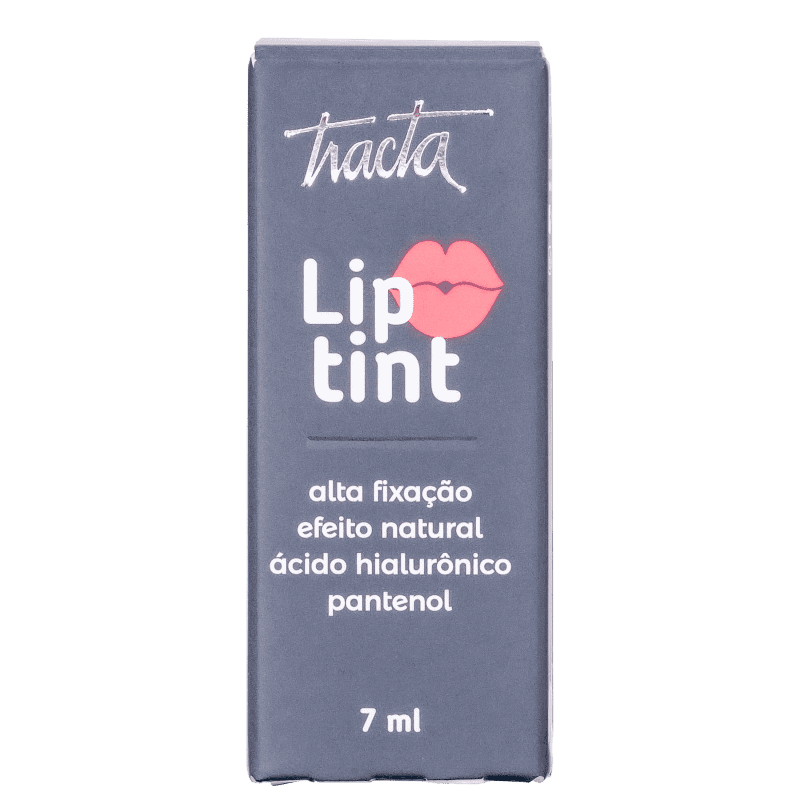 tracta
Lip
tint
alta fixação
efeito natural
ácido hialurônico
pantenol
7 ml